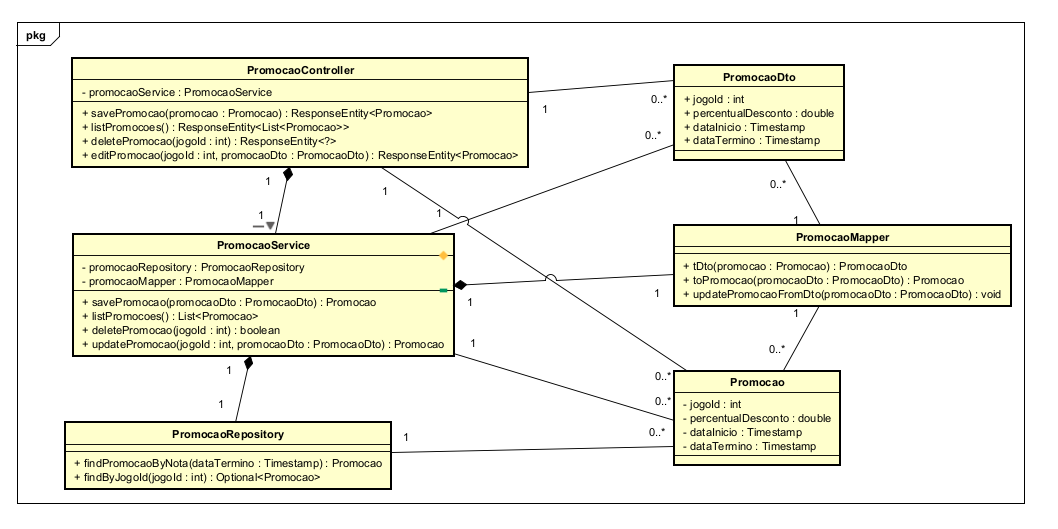 pkg
PromocaoController
- promocaoService : PromocaoService
+ savePromocao(promocao : Promocao) : ResponseEntity<Promocao>
+ listPromocoes() : ResponseEntity<List<Promocao>>
+ deletePromocao(jogoId : int) : ResponseEntity<?>
+ editPromocao(jogoId : int, promocaoDto : PromocaoDto) : ResponseEntity<Promocao>
PromocaoDto
+ jogoId : int
+ percentualDesconto : double
+ dataInicio : Timestamp
+ dataTermino : Timestamp
1
0..*
0..*
1
1
1
1
0..*
1
PromocaoService
- promocaoRepository : PromocaoRepository
- promocaoMapper : PromocaoMapper
+ savePromocao(promocaoDto : PromocaoDto) : Promocao
+ listPromocoes() : List<Promocao>
+ deletePromocao(jogoId : int) : boolean
+ updatePromocao(jogoId : int, promocaoDto : PromocaoDto) : Promocao
PromocaoMapper
+ tDto(promocao : Promocao) : PromocaoDto
+ toPromocao(promocaoDto : PromocaoDto) : Promocao
+ updatePromocaoFromDto(promocaoDto : PromocaoDto) : void
1
1
1
1
0..*
1
1
0..*
0..*
0..*
1
PromocaoRepository
+ findPromocaoByNota(dataTermino : Timestamp) : Promocao
+ findByJogoId(jogoId : int) : Optional<Promocao>
Promocao
- jogoId : int
- percentualDesconto : double
- dataInicio : Timestamp
- dataTermino : Timestamp